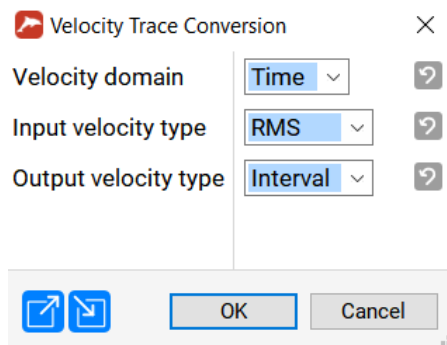 Velocity Trace Conversion
Velocity domain Time
Input velocity type RMS
Output velocity type Interval
OK Cancel